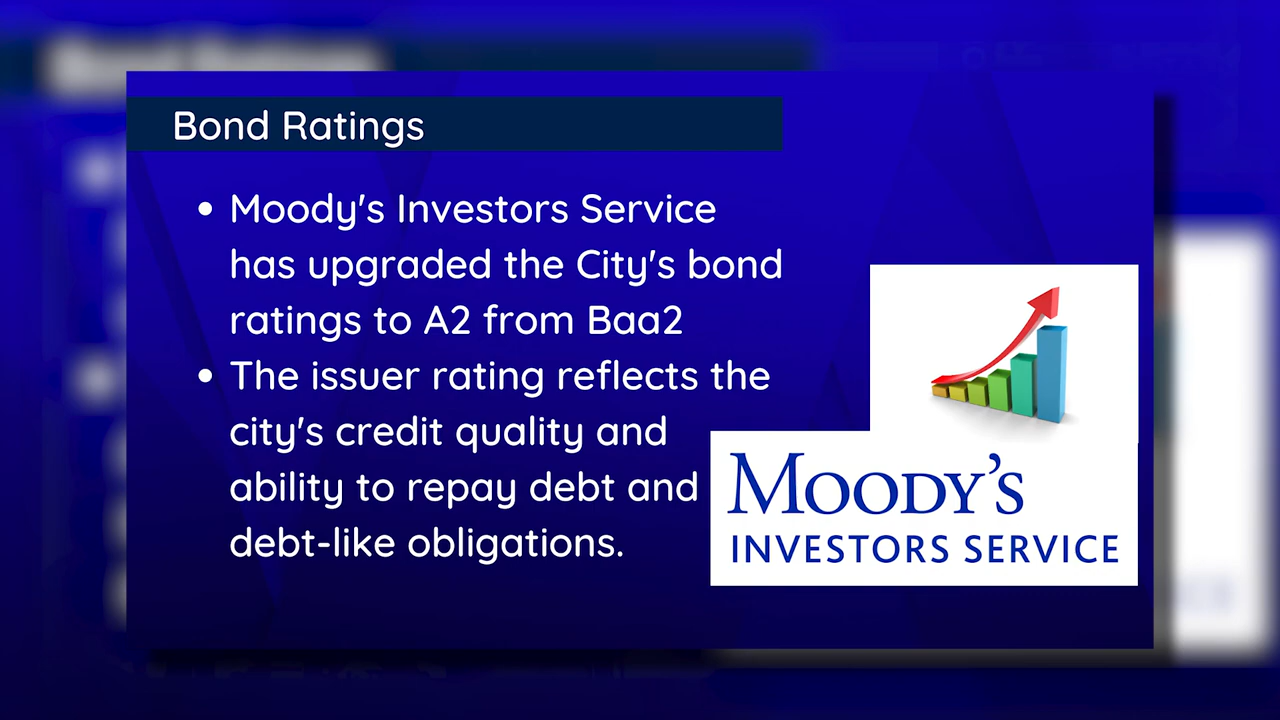 Bond Ratings
• Moody's Investors Service
has upgraded the City's bond
ratings to A2 from Baa2
• The issuer rating reflects the
city's credit quality and
ability to repay debt and
debt-like obligations.
MOODY'S
INVESTORS SERVICE